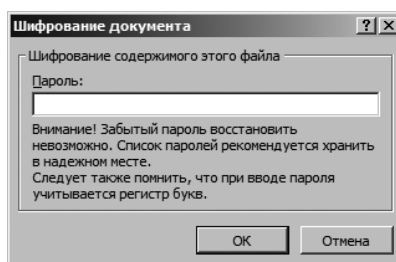 Шифрование документа
Шифрование содержимого этого файла
Пароль:
Внимание! Забытый пароль восстановить
невозможно. Список паролей рекомендуется хранить
в надежном месте.
Следует также помнить, что при вводе пароля
учитывается регистр букв.
ОК Отмена